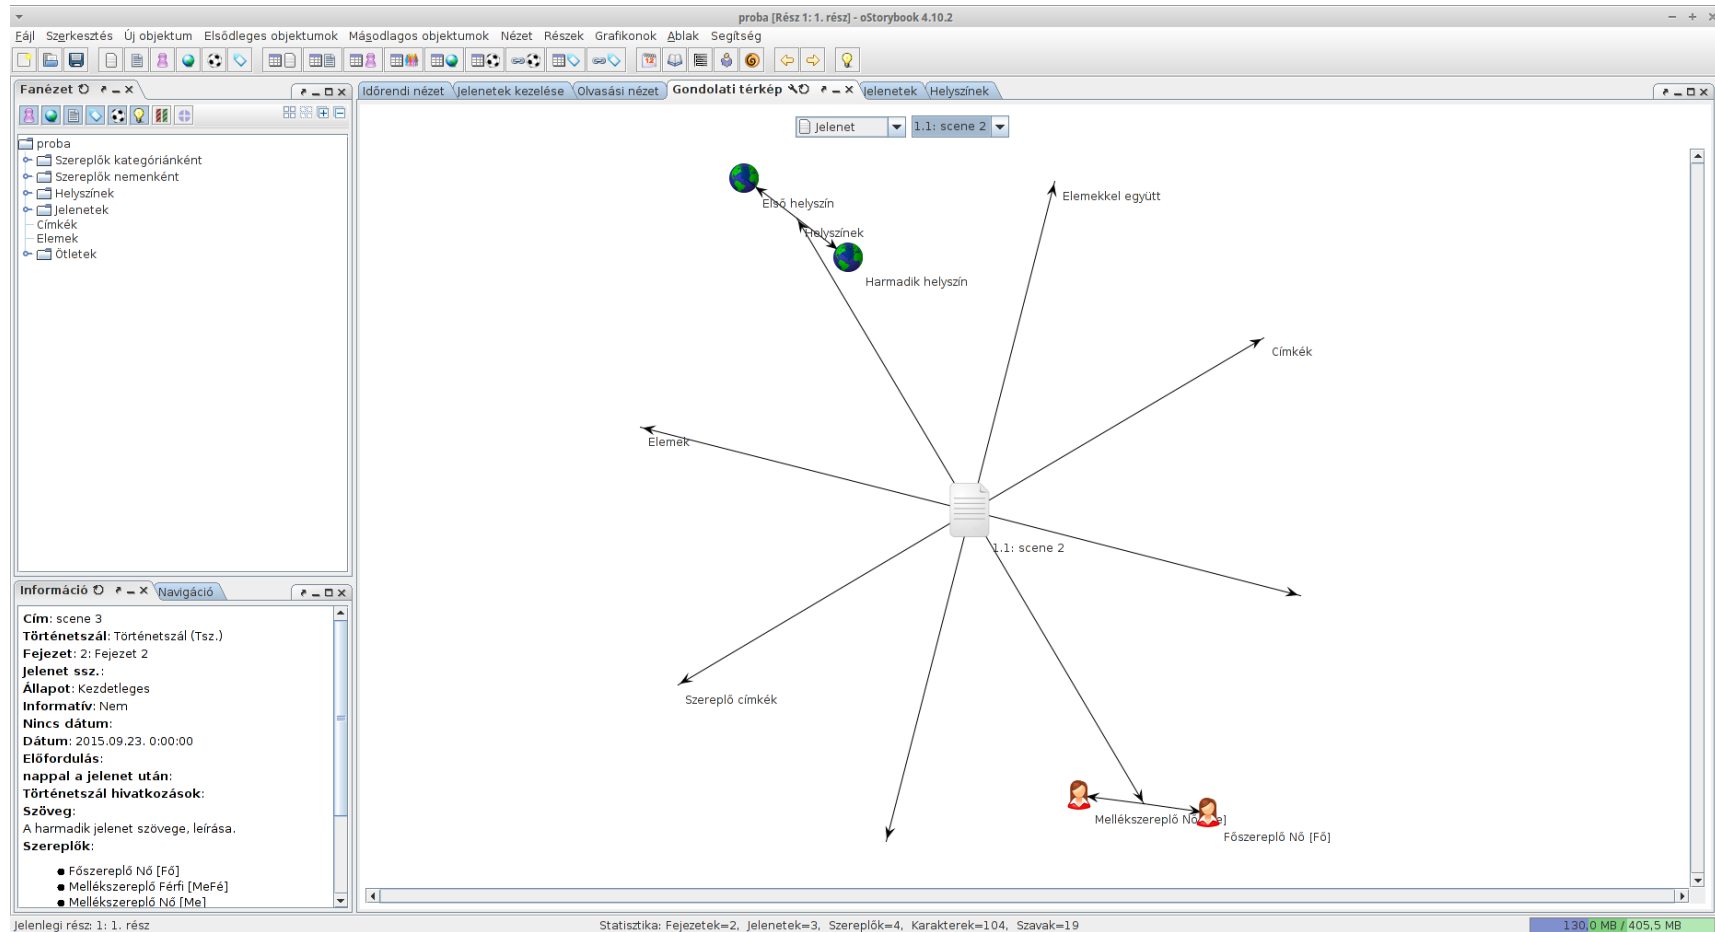 proba [Rész 1: 1. rész] - oStorybook 4.10.2
Fájl Szerkesztés Új objektum Elsődleges objektumok Másodlagos objektumok Nézet Részek Grafikonok Ablak Segítség
Fanézet
Időrendi nézet Jelenetek kezelése Olvasási nézet Gondolati térkép Jelenetek Helyszínek
Jelenet 1.1: scene 2
proba
Szereplők kategóriánként
Szereplők nemenként
Helyszínek
Jelenetek
Címkék
Elemek
Ötletek
Első helyszín
Helyszínek
Harmadik helyszín
Elemekkel együtt
Címkék
Elemek
1.1: scene 2
Szereplő címkék
Mellékszereplő Nő
Főszereplő Nő [Fő]
Információ Navigáció
Cím: scene 3
Történetszál: Történetszál (Tsz.)
Fejezet: 2: Fejezet 2
Jelenet ssz.:
Állapot: Kezdetleges
Informatív: Nem
Nincs dátum:
Dátum: 2015.09.23. 0:00:00
Előfordulás:
nappal a jelenet után:
Történetszál hivatkozások:
Szöveg:
A harmadik jelenet szövege, leírása.
Szereplők:
Főszereplő Nő [Fő]
Mellékszereplő Férfi [MeFé]
Mellékszereplő Nő [Me]
Jelenlegi rész: 1: 1. rész
Statisztika: Fejezetek=2, Jelenetek=3, Szereplők=4, Karakterek=104, Szavak=19
130,0 MB / 405,5 MB